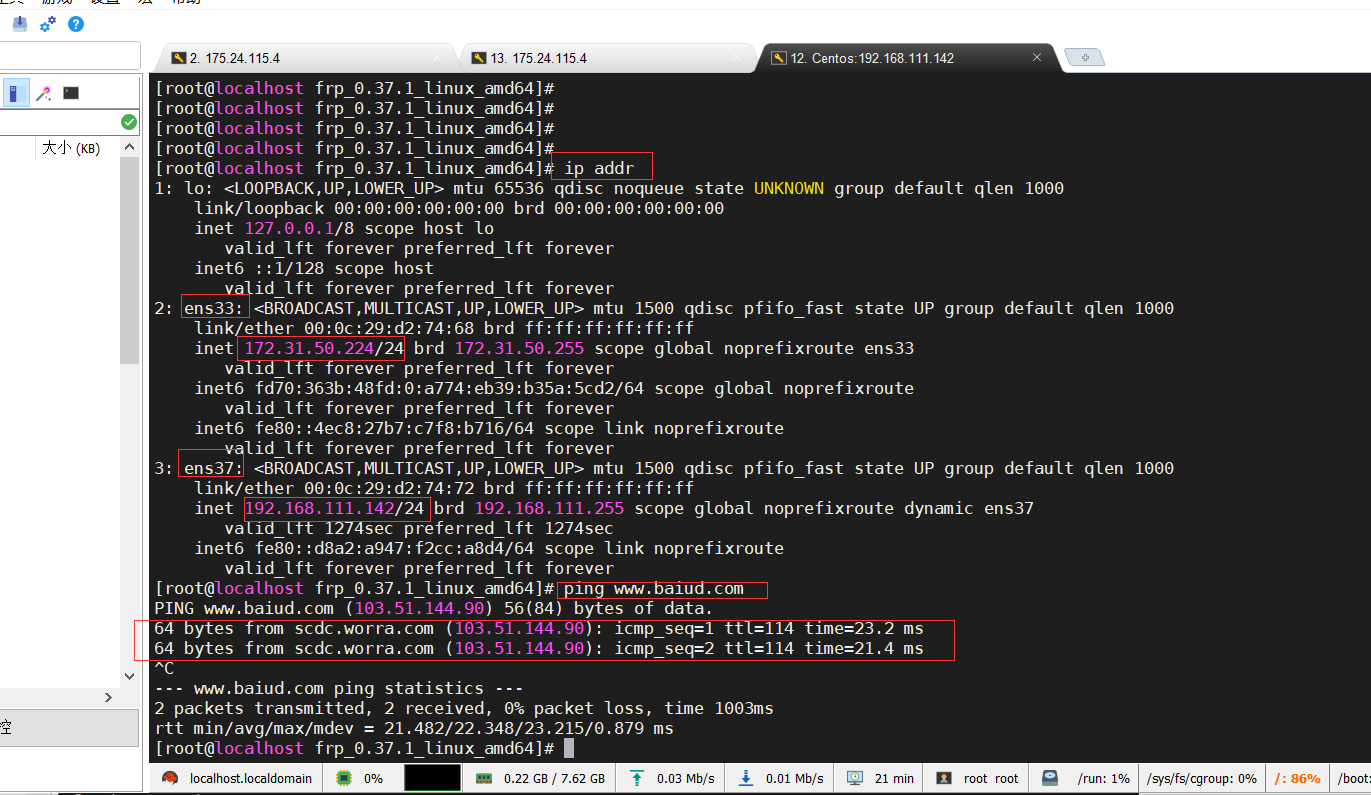 游戏 设置 帮助
2. 175.24.115.4
13. 175.24.115.4
12. Centos:192.168.111.142
大小 (KB)
[root@localhost frp_0.37.1_linux_amd64]#
[root@localhost frp_0.37.1_linux_amd64]#
[root@localhost frp_0.37.1_linux_amd64]#
[root@localhost frp_0.37.1_linux_amd64]#
[root@localhost frp_0.37.1_linux_amd64]# ip addr
1: lo: <LOOPBACK,UP,LOWER_UP> mtu 65536 qdisc noqueue state UNKNOWN group default qlen 1000
link/loopback 00:00:00:00:00:00 brd 00:00:00:00:00:00
inet 127.0.0.1/8 scope host lo
valid_lft forever preferred_lft forever
inet6 ::1/128 scope host
valid_lft forever preferred_lft forever
2: ens33: <BROADCAST,MULTICAST,UP,LOWER_UP> mtu 1500 qdisc pfifo_fast state UP group default qlen 1000
link/ether 00:0c:29:d2:74:68 brd ff:ff:ff:ff:ff:ff
inet 172.31.50.224/24 brd 172.31.50.255 scope global noprefixroute ens33
valid_lft forever preferred_lft forever
inet6 fd70:363b:48fd:0:a774:eb39:b35a:5cd2/64 scope global noprefixroute
valid_lft forever preferred_lft forever
inet6 fe80::4ec8:27b7:c7f8:b716/64 scope link noprefixroute
valid_lft forever preferred_lft forever
3: ens37: <BROADCAST,MULTICAST,UP,LOWER_UP> mtu 1500 qdisc pfifo_fast state UP group default qlen 1000
link/ether 00:0c:29:d2:74:72 brd ff:ff:ff:ff:ff:ff
inet 192.168.111.142/24 brd 192.168.111.255 scope global noprefixroute dynamic ens37
valid_lft 1274sec preferred_lft 1274sec
inet6 fe80::d8a2:a947:f2cc:a8d4/64 scope link noprefixroute
valid_lft forever preferred_lft forever
[root@localhost frp_0.37.1_linux_amd64]# ping www.baiud.com
PING www.baiud.com (103.51.144.90) 56(84) bytes of data.
64 bytes from scdc.worra.com (103.51.144.90): icmp_seq=1 ttl=114 time=23.2 ms
64 bytes from scdc.worra.com (103.51.144.90): icmp_seq=2 ttl=114 time=21.4 ms
^C
--- www.baiud.com ping statistics ---
2 packets transmitted, 2 received, 0% packet loss, time 1003ms
rtt min/avg/max/mdev = 21.482/22.348/23.215/0.879 ms
[root@localhost frp_0.37.1_linux_amd64]#
控
localhost.localdomain 0% 0.22 GB / 7.62 GB 0.03 Mb/s 0.01 Mb/s 21 min root root /run: 1% /sys/fs/cgroup: 0% /: 86% /boot: